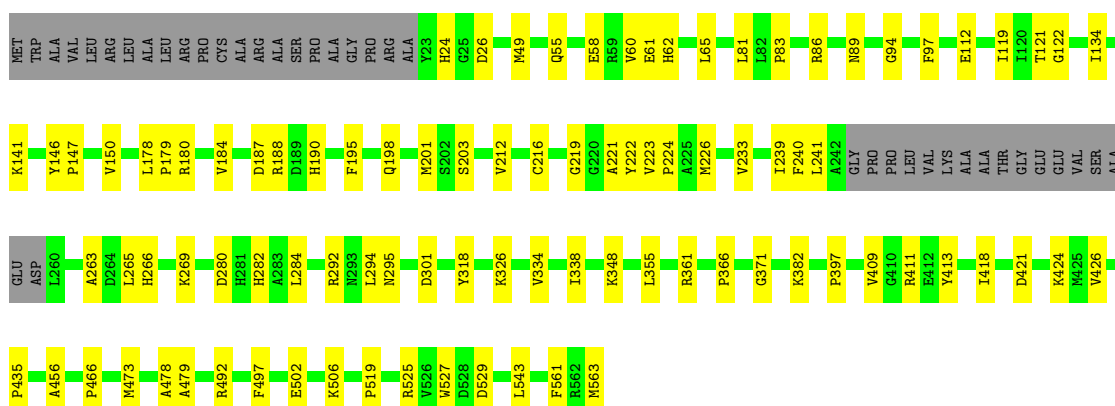 MET TRP ALA VAL LEU ARG LEU ALA LEU ARG PRO CYS ALA ARG ALA SER PRO ALA GLY PRO ARG ALA Y23 H24 G25 D26 M49 Q55 E58 R59 V60 E61 H62 L65 L81 L82 P83 R86 N89 G94 F97 E112 I119 I120 T121 G122 I134
K141 Y146 P147 V150 L178 P179 R180 V184 D187 R188 D189 H190 F195 Q198 M201 S202 S203 V212 C216 G219 G220 A221 Y222 V223 P224 A225 M226 V233 I239 F240 L241 A242 GLY PRO PRO LEU VAL LYS ALA ALA THR GLY GLU GLU VAL SER ALA
GLU ASP L260 A263 D264 L265 H266 K269 D280 H281 H282 A283 L284 R292 N293 L294 N295 D301 Y318 K326 V334 I338 K348 L355 R361 P366 G371 K382 P397 V409 G410 R411 E412 Y413 I418 D421 K424 M425 V426
P435 A456 P466 M473 A478 A479 R492 F497 E502 K506 P519 R525 V526 W527 D528 D529 L543 F561 R562 M563